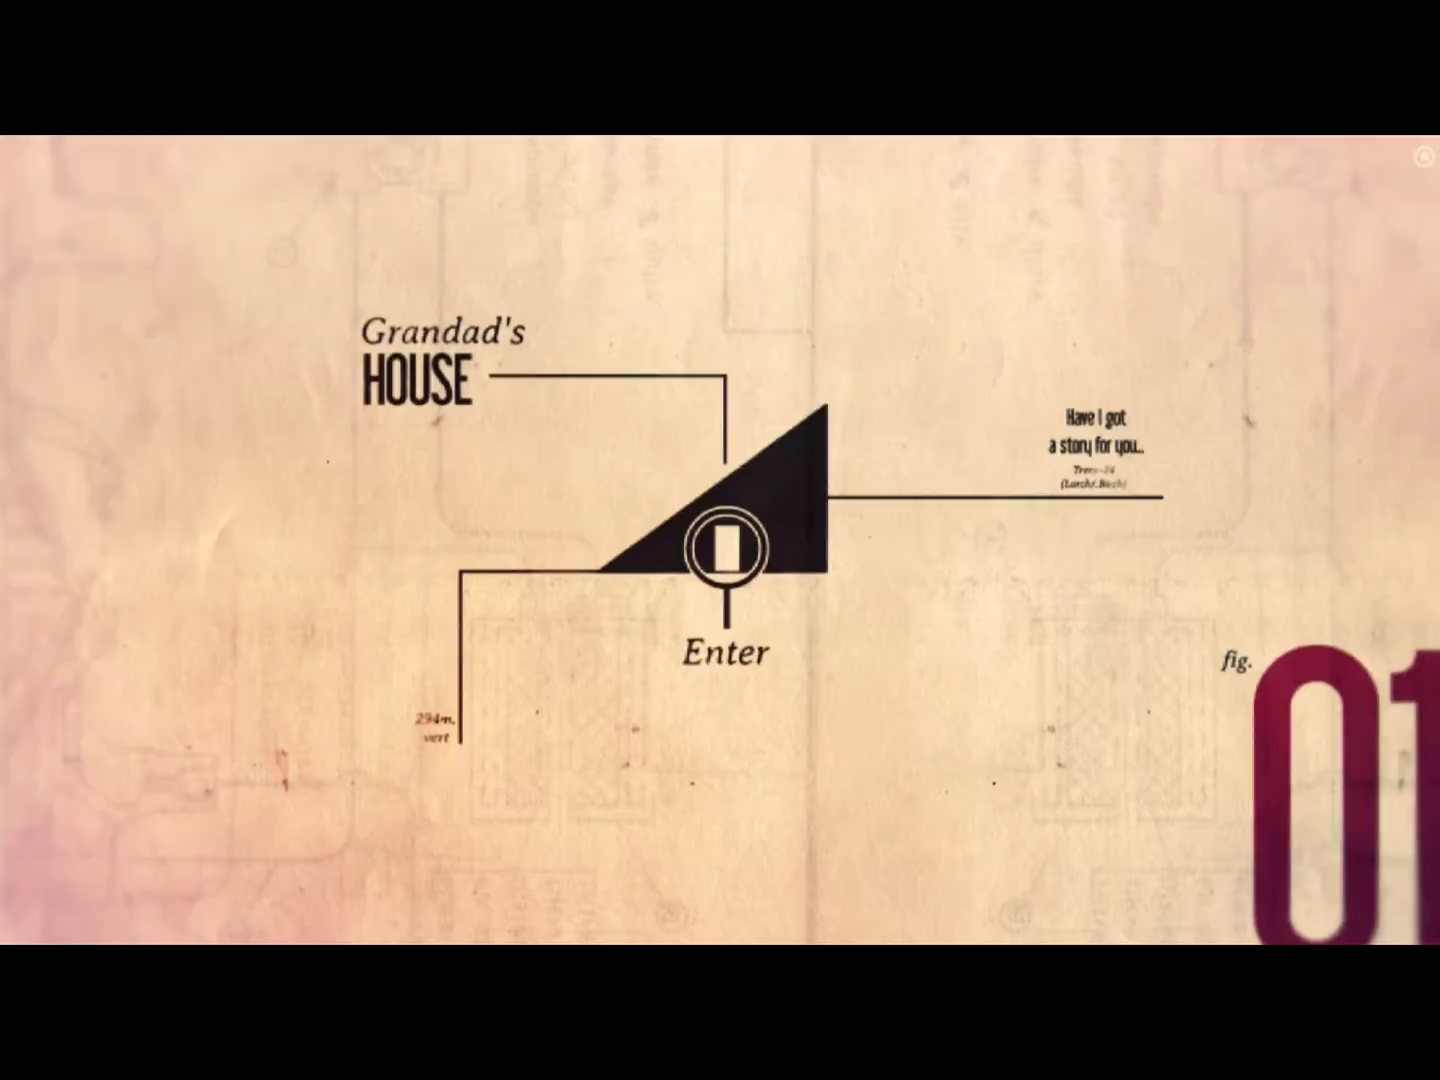 Grandad's
HOUSE
Have I got
a story for you...
Enter
fig.
01
294m.
vert